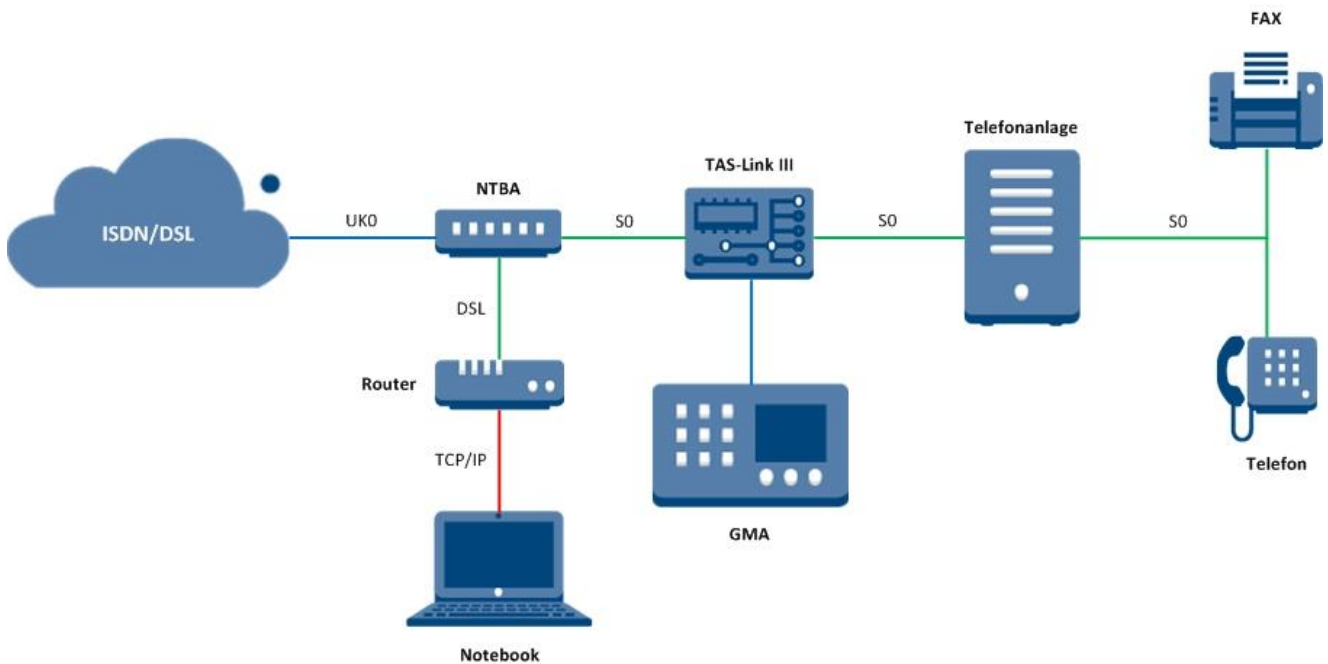 FAX
Telefonanlage
TAS-Link III
NTBA
ISDN/DSL
UK0
S0
S0
S0
DSL
Router
TCP/IP
Telefon
GMA
Notebook